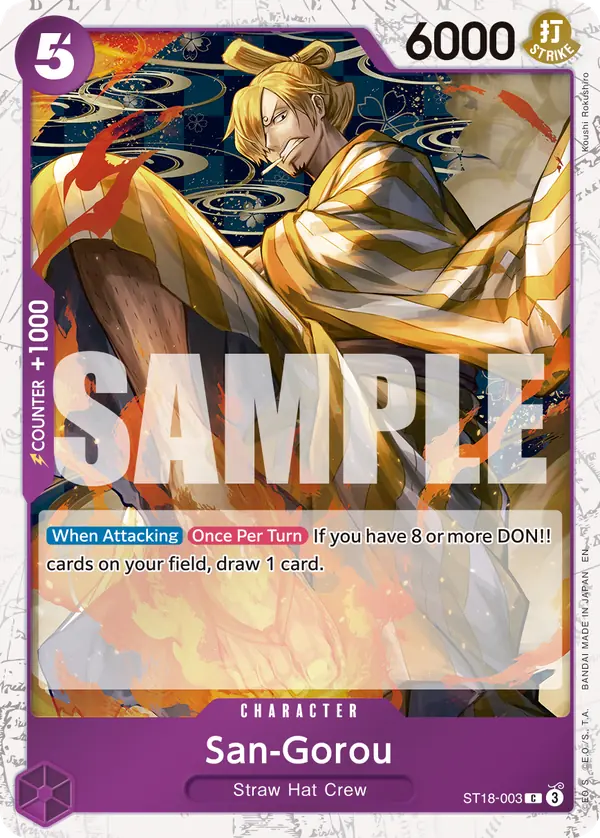 5
6000
打
STRIKE
Koushi Rokushiro
COUNTER +1000
SAMPLE
When Attacking Once Per Turn If you have 8 or more DON!!
cards on your field, draw 1 card.
BANDAI MADE IN JAPAN EN
CHARACTER
San-Gorou
Straw Hat Crew
ST18-003 C 3